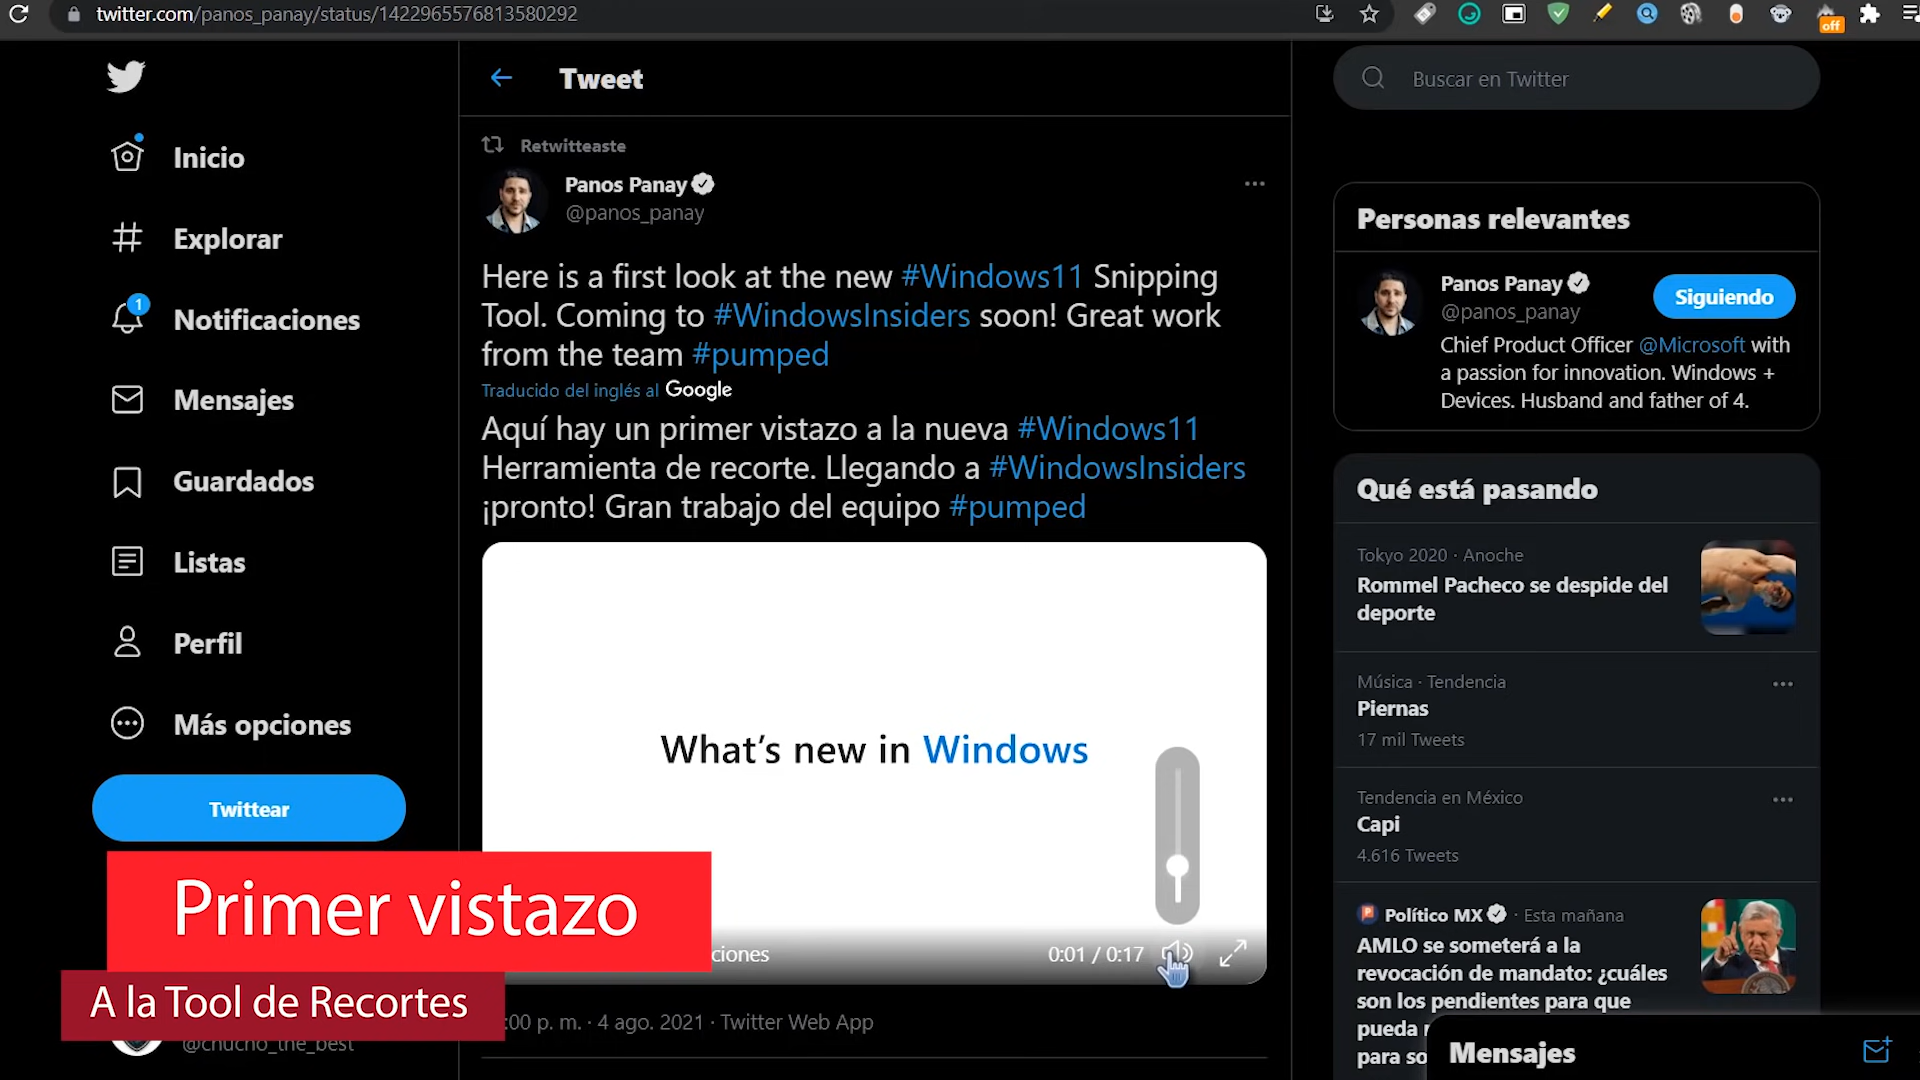 twitter.com/panos_panay/status/1422965576813580292
off
Inicio
Explorar
1
Notificaciones
Mensajes
Guardados
Listas
Perfil
Más opciones
Twittear
@chucho_the_best
Tweet
Retwitteaste
Panos Panay
@panos_panay
Here is a first look at the new #Windows11 Snipping
Tool. Coming to #WindowsInsiders soon! Great work
from the team #pumped
Traducido del inglés al Google
Aquí hay un primer vistazo a la nueva #Windows11
Herramienta de recorte. Llegando a #WindowsInsiders
¡pronto! Gran trabajo del equipo #pumped
What's new in Windows
ciones
0:01 / 0:17
:00 p. m. · 4 ago. 2021 · Twitter Web App
Primer vistazo
A la Tool de Recortes
Buscar en Twitter
Personas relevantes
Panos Panay
@panos_panay
Siguiendo
Chief Product Officer @Microsoft with
a passion for innovation. Windows +
Devices. Husband and father of 4.
Qué está pasando
Tokyo 2020 · Anoche
Rommel Pacheco se despide del
deporte
Música · Tendencia
Piernas
17 mil Tweets
Tendencia en México
Capi
4.616 Tweets
Político MX · Esta mañana
AMLO se someterá a la
revocación de mandato: ¿cuáles
son los pendientes para que
pueda
para so
Mensajes